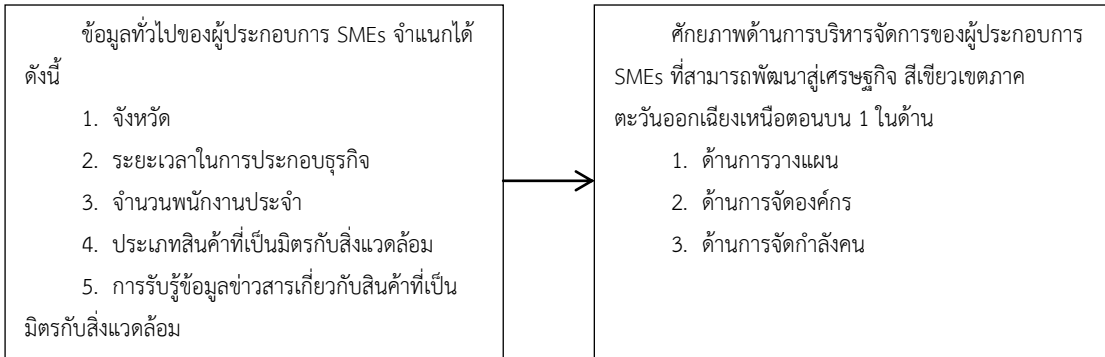 ข้อมูลทั่วไปของผู้ประกอบการ SMEs จำแนกได้
ดังนี้
1. จังหวัด
2. ระยะเวลาในการประกอบธุรกิจ
3. จำนวนพนักงานประจำ
4. ประเภทสินค้าที่เป็นมิตรกับสิ่งแวดล้อม
5. การรับรู้ข้อมูลข่าวสารเกี่ยวกับสินค้าที่เป็น
มิตรกับสิ่งแวดล้อม
ศักยภาพด้านการบริหารจัดการของผู้ประกอบการ
SMEs ที่สามารถพัฒนาสู่เศรษฐกิจ สีเขียวเขตภาค
ตะวันออกเฉียงเหนือตอนบน 1 ในด้าน
1. ด้านการวางแผน
2. ด้านการจัดองค์กร
3. ด้านการจัดกำลังคน